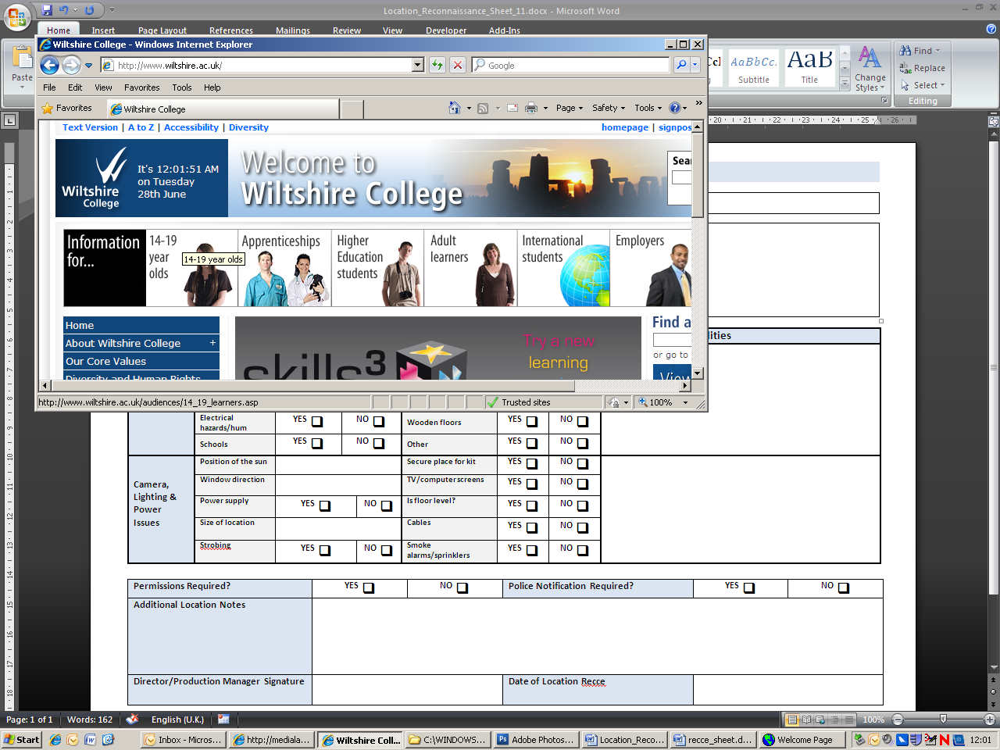 Location_Reconnaissance_Sheet_11.docx - Microsoft Word
Home Insert Page Layout References Mailings Review View Developer Add-Ins
Wiltshire College - Windows Internet Explorer
http://www.wiltshire.ac.uk/
Google
File Edit View Favorites Tools Help
Favorites Wiltshire College
Page Safety Tools
Paste
AaBbCc. AaB
Subtitle Title
Change Styles
Find
Replace
Select
Editing
Text Version | A to Z | Accessibility | Diversity
homepage | signpos
Wiltshire College
It's 12:01:51 AM
on Tuesday
28th June
Welcome to
Wiltshire College
Sear
Information for...
14-19 year olds
14-19 year olds
Apprenticeships
Higher Education students
Adult learners
International students
Employers
Home
About Wiltshire College +
Our Core Values
Diversity and Human Rights
skills3
Try a new
learning
Find a
or go to
View
http://www.wiltshire.ac.uk/audiences/14_19_learners.asp
Trusted sites
100%
20 21 22 23 24 25 26
lities
Electrical hazards/hum YES NO Wooden floors YES NO
Schools YES NO Other YES NO
Camera, Lighting & Power Issues
Position of the sun Secure place for kit YES NO
Window direction TV/computer screens YES NO
Power supply YES NO Is floor level? YES NO
Size of location Cables YES NO
Strobing YES NO Smoke alarms/sprinklers YES NO
Permissions Required? YES NO Police Notification Required? YES NO
Additional Location Notes
Director/Production Manager Signature Date of Location Recce
Page: 1 of 1 Words: 162 English (U.K.) 100%
Start Inbox - Micros... http://mediala... Wiltshire Coll... C:\WINDOWS... Adobe Photos... Location_Reco... recce_sheet.d... Welcome Page 12:01